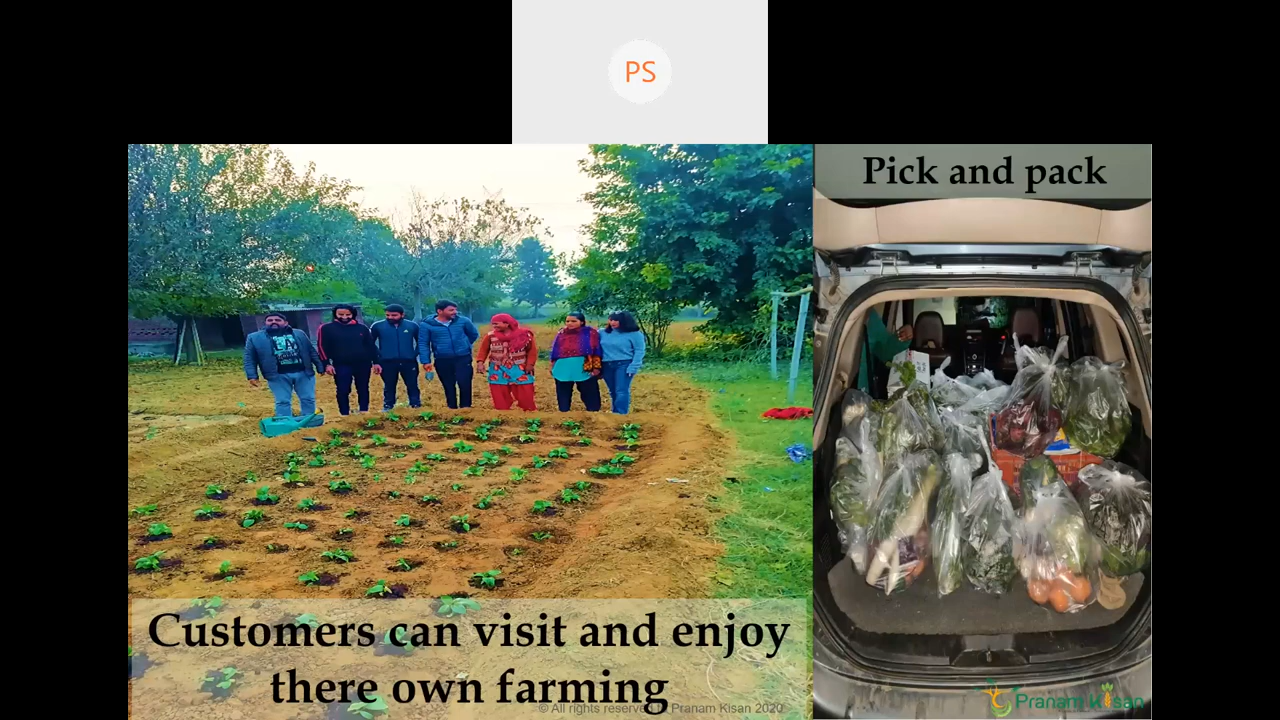 PS
Pick and pack
Customers can visit and enjoy
there own farming
© All rights reserved to Pranam Kisan 2020
Pranam Kisan